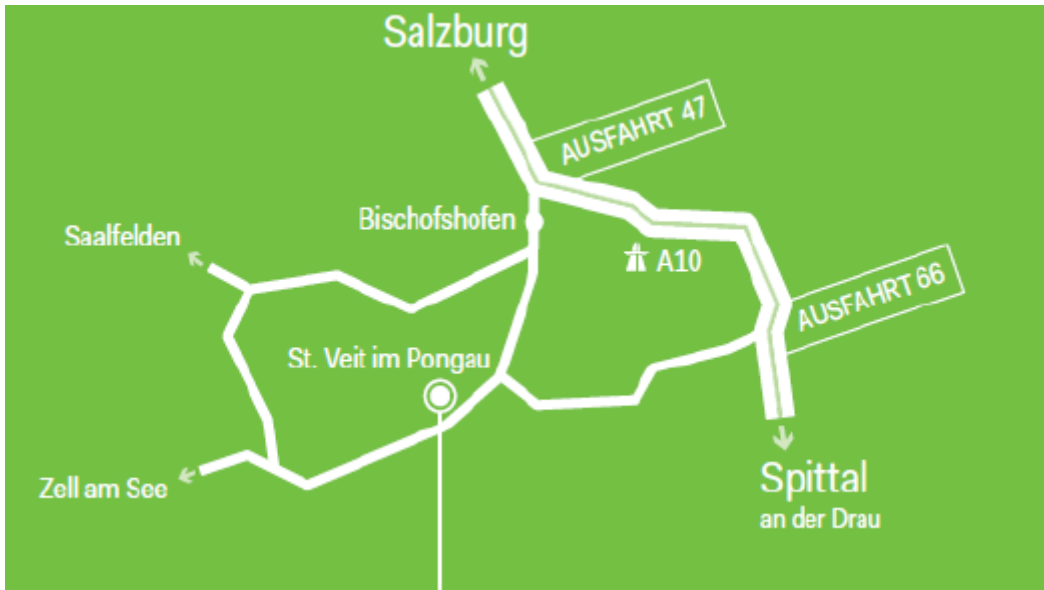 Salzburg
AUSFAHRT 47
Bischofshofen
Saalfelden
A10
AUSFAHRT 66
St. Veit im Pongau
Zell am See
Spittal
an der Drau